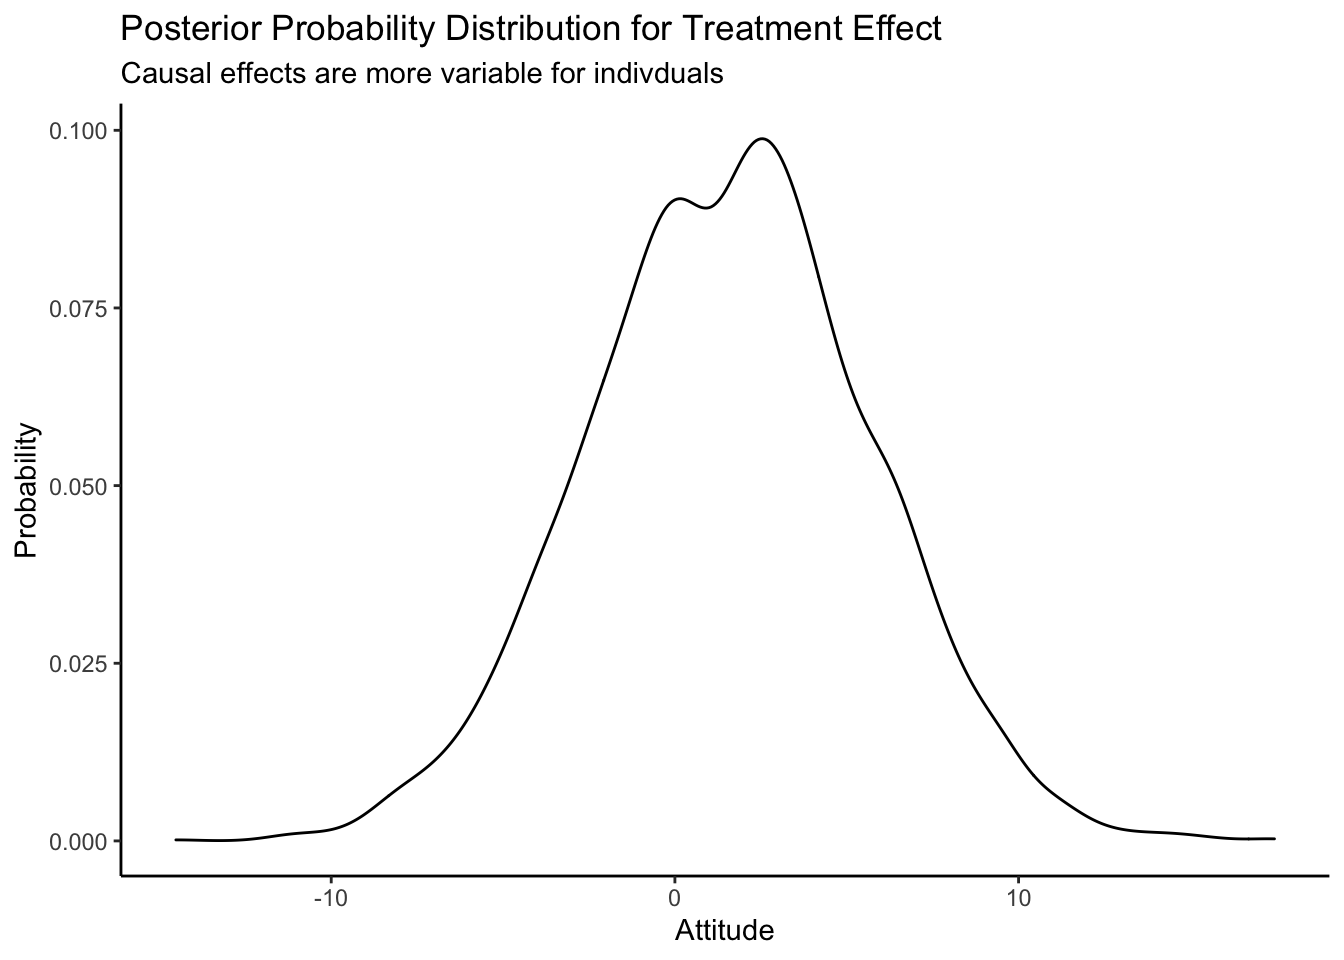 Posterior Probability Distribution for Treatment Effect
Causal effects are more variable for indivduals
0.100
0.075
0.050
0.025
0.000
Probability
-10
0
10
Attitude